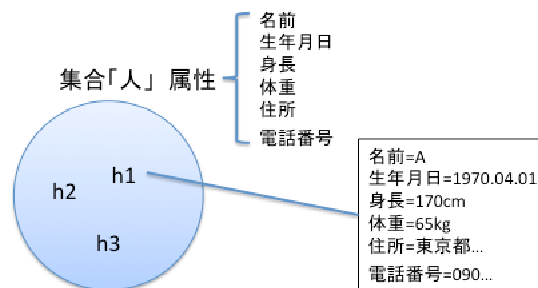 集合「人」 属性
名前
生年月日
身長
体重
住所
電話番号
h1
h2
h3
名前=A
生年月日=1970.04.01
身長=170cm
体重=65kg
住所=東京都...
電話番号=090...